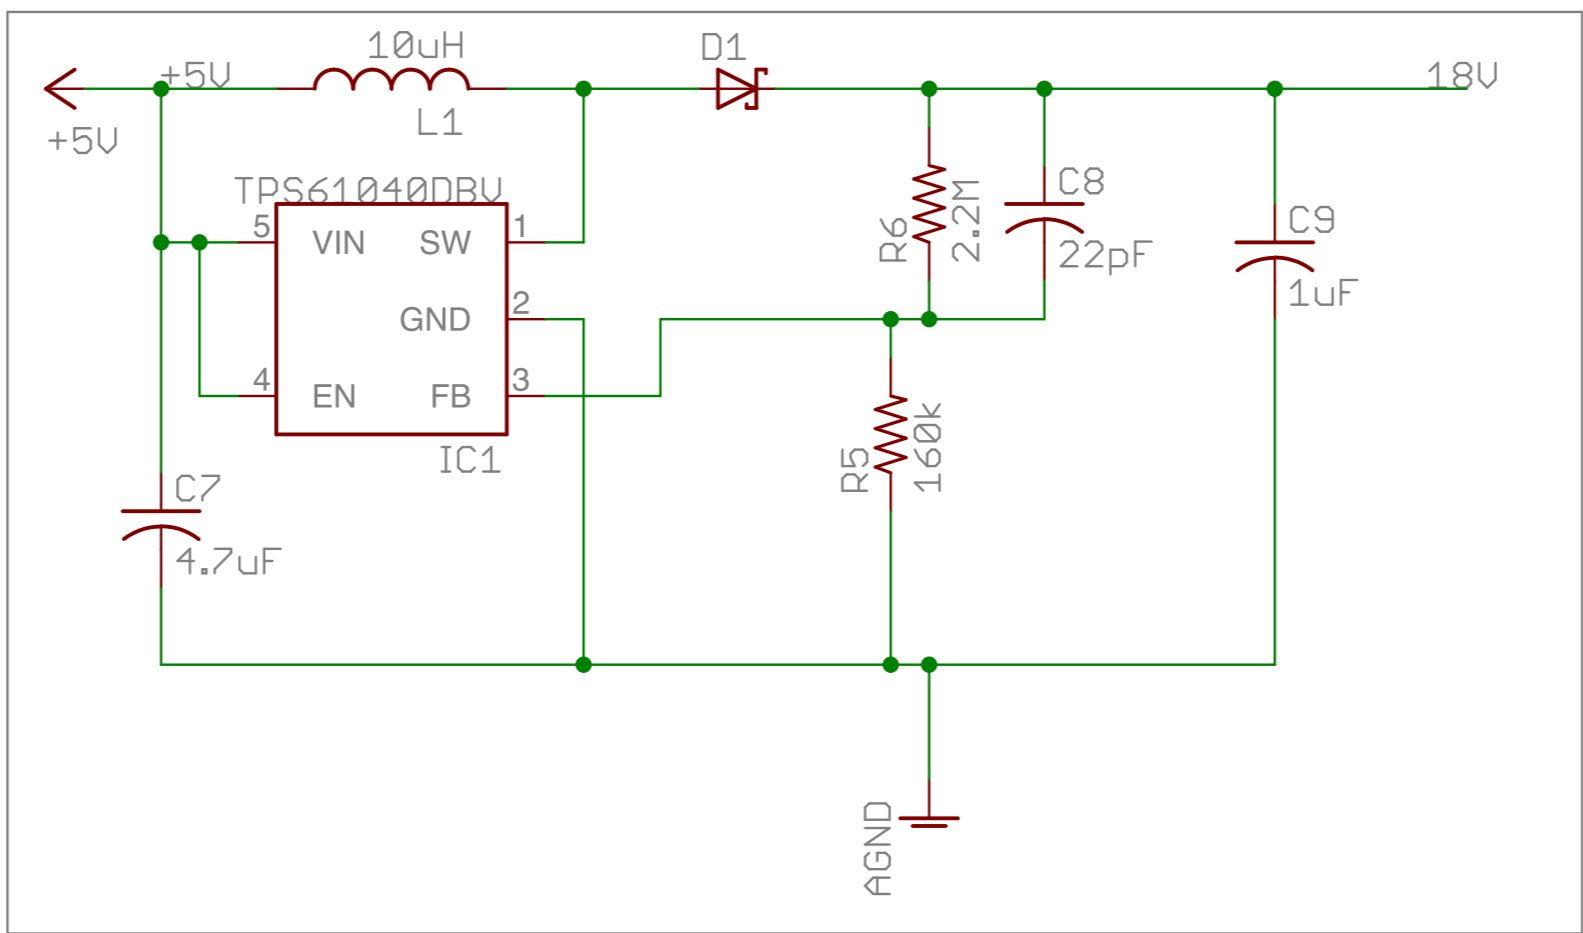 10uH
D1
+5V
18V
+5V
L1
TPS61040DBV
5
VIN
SW
1
GND
2
4
EN
FB
3
IC1
R6
2.2M
C8
22pF
C9
1uF
R5
160k
C7
4.7uF
AGND